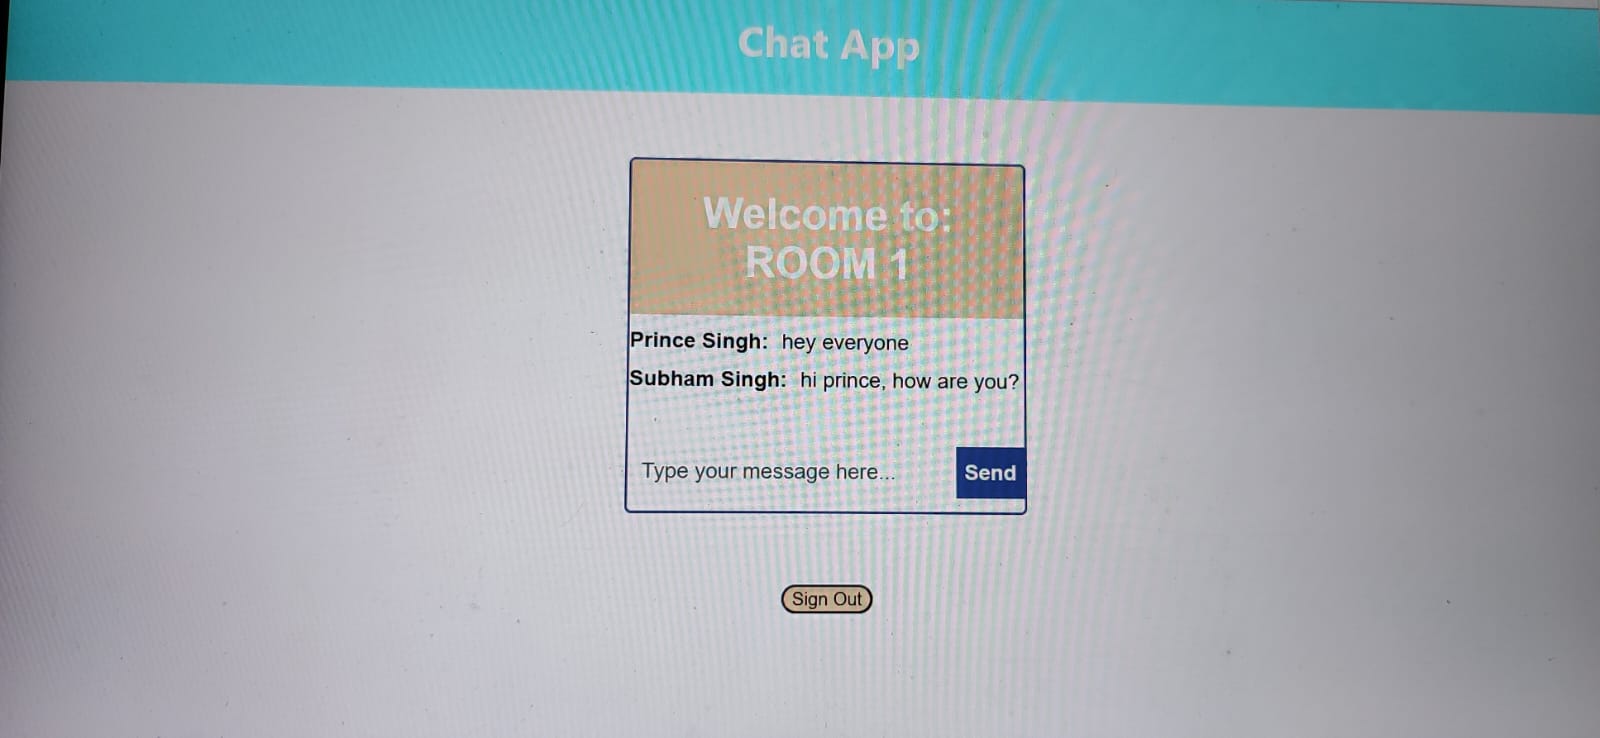 Chat App
Welcome to:
ROOM 1
Prince Singh: hey everyone
Subham Singh: hi prince, how are you?
Type your message here...
Send
Sign Out